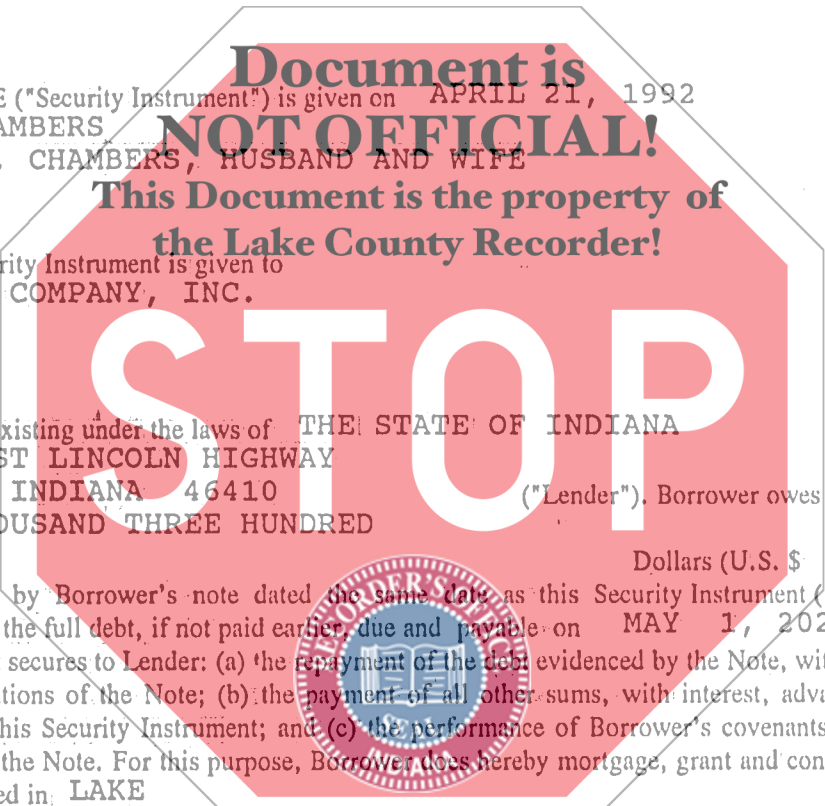 Document is
E ("Security Instrument") is given on APRIL 21, 1992
AMBERS
NOT OFFICIAL!
. CHAMBERS, HUSBAND AND WIFE
This Document is the property of
the Lake County Recorder!
rity Instrument is given to
COMPANY, INC.
STOP
xisting under the laws of THE STATE OF INDIANA
ST LINCOLN HIGHWAY
INDIANA 46410 ("Lender"). Borrower owes
OUSAND THREE HUNDRED
Dollars (U.S. $
by Borrower's note dated the same date as this Security Instrument (
the full debt, if not paid earlier, due and payable on MAY 1, 202
t secures to Lender: (a) the repayment of the debt evidenced by the Note, wit
tions of the Note; (b) the payment of all other sums, with interest, adva
his Security Instrument; and (c) the performance of Borrower's covenants
the Note. For this purpose, Borrower does hereby mortgage, grant and con
ed in LAKE
RECORDER'S OFFICE
SEAL
INDIANA